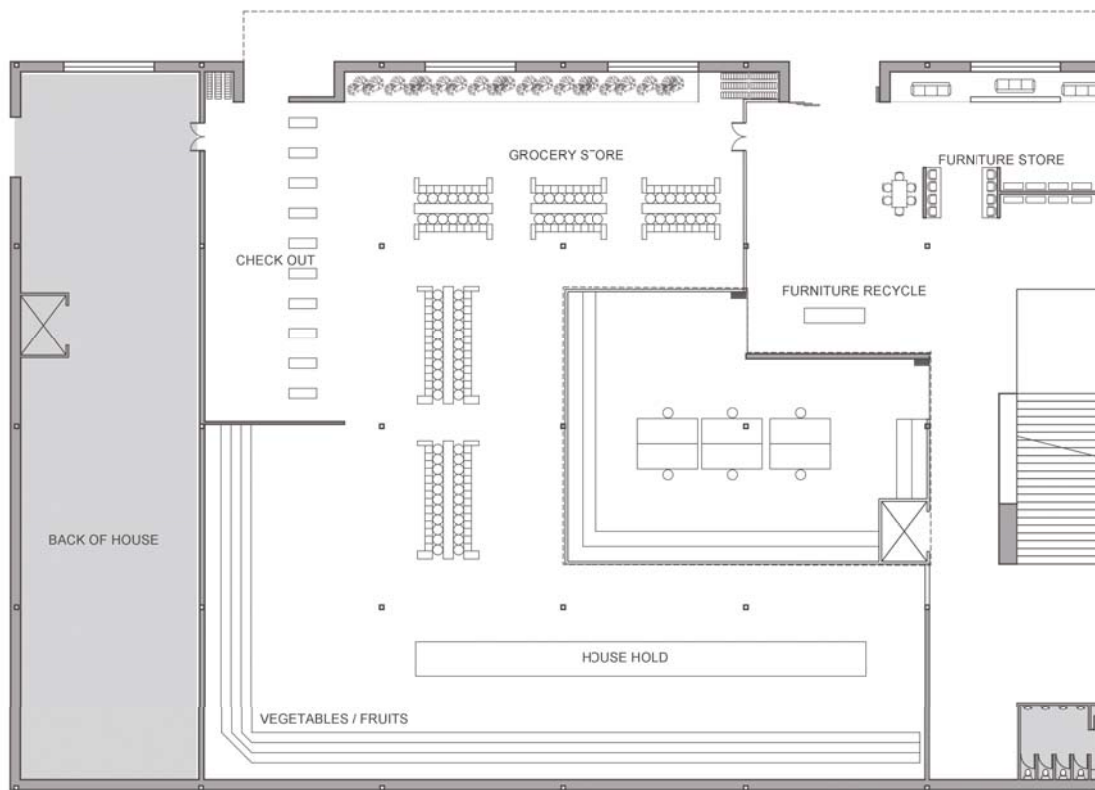 GROCERY STORE
FURNITURE STORE
CHECK OUT
FURNITURE RECYCLE
BACK OF HOUSE
HOUSE HOLD
VEGETABLES / FRUITS